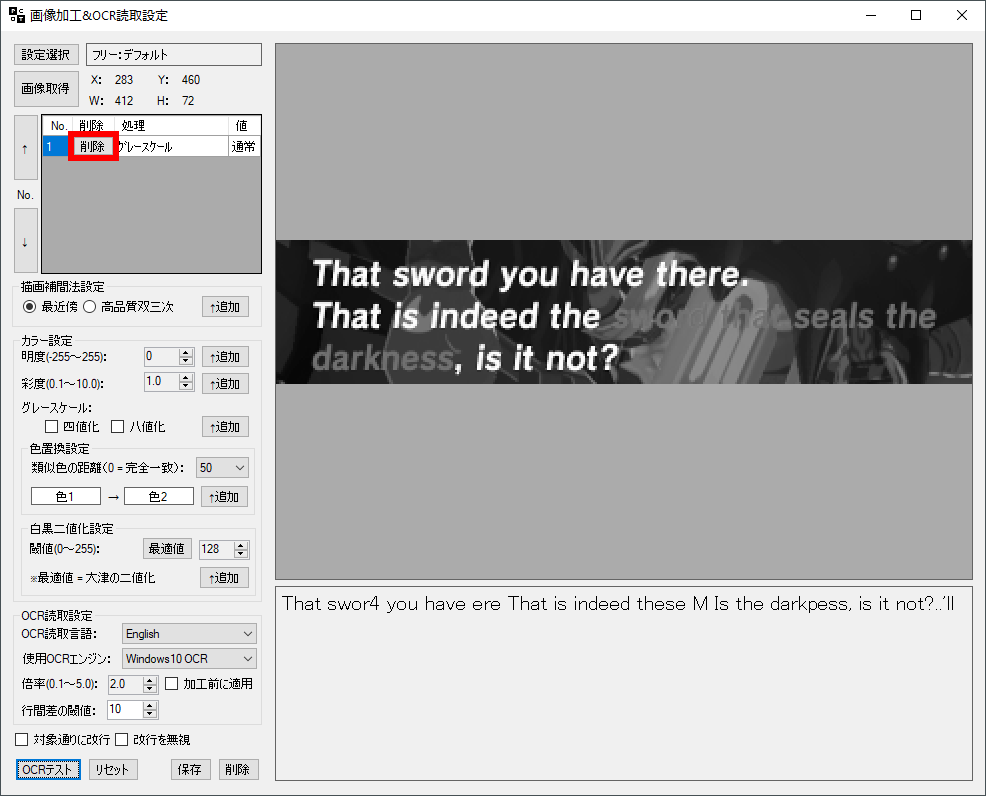 画像加工&OCR読取設定
設定選択 フリー:デフォルト
画像取得 X: 283 Y: 460
W: 412 H: 72
No. 削除 処理 値
1 削除 グレースケール 通常
↑
No.
↓
描画補間法設定
最近傍 高品質双三次 ↑追加
カラー設定
明度(-255~255): 0 ↑追加
彩度(0.1~10.0): 1.0 ↑追加
グレースケール:
四値化 八値化 ↑追加
色置換設定
類似色の距離(0 = 完全一致): 50
色1 → 色2 ↑追加
白黒二値化設定
閾値(0~255): 最適値 128
※最適値 = 大津の二値化 ↑追加
OCR読取設定
OCR読取言語: English
使用OCRエンジン: Windows10 OCR
倍率(0.1~5.0): 2.0 加工前に適用
行間差の閾値: 10
対象通りに改行 改行を無視
OCRテスト リセット 保存 削除
That sword you have there.
That is indeed the sword that seals the
darkness, is it not?
That swor4 you have ere That is indeed these M Is the darkpess, is it not?..'ll